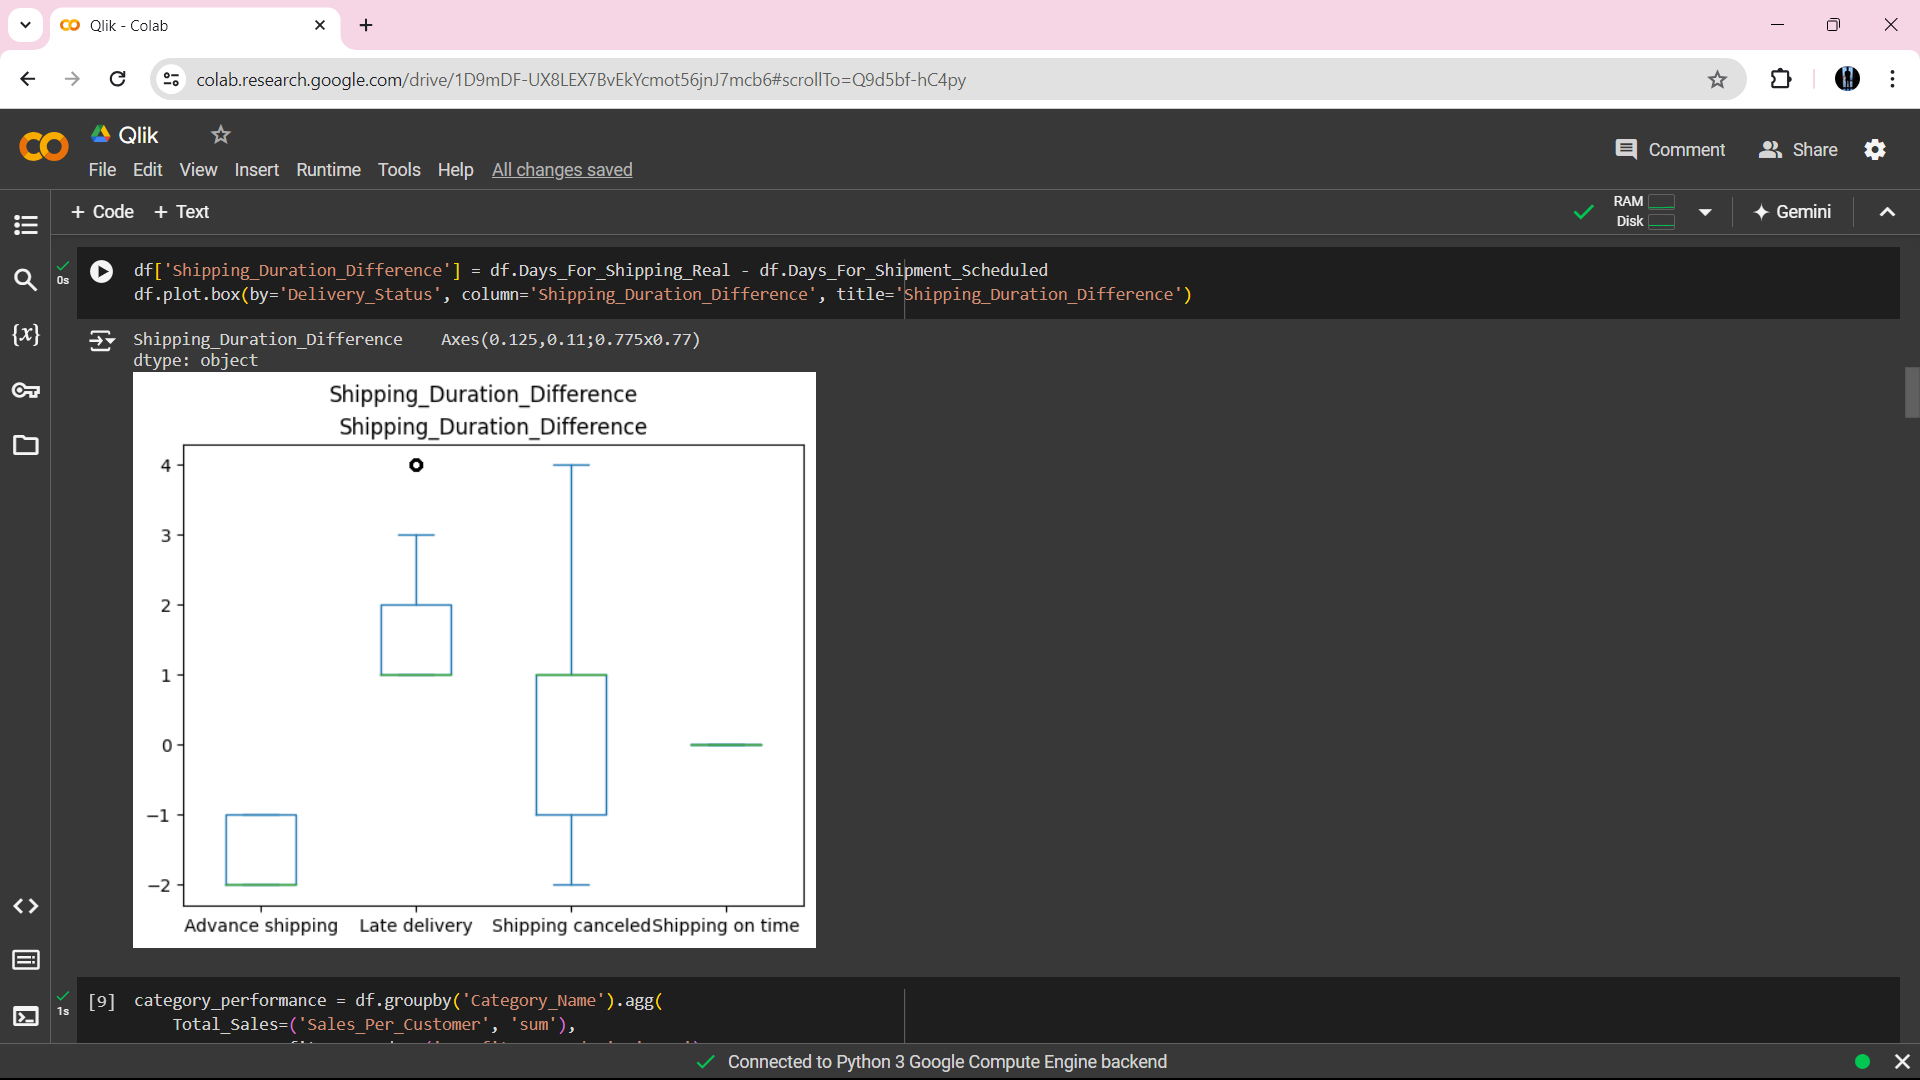 Qlik - Colab
colab.research.google.com/drive/1D9mDF-UX8LEX7BvEkYcmot56jnJ7mcb6#scrollTo=Q9d5bf-hC4py
Qlik
File Edit View Insert Runtime Tools Help All changes saved
Comment Share
+ Code + Text
RAM
Disk
Gemini
0s
df['Shipping_Duration_Difference'] = df.Days_For_Shipping_Real - df.Days_For_Shipment_Scheduled
df.plot.box(by='Delivery_Status', column='Shipping_Duration_Difference', title='Shipping_Duration_Difference')
Shipping_Duration_Difference    Axes(0.125,0.11;0.775x0.77)
dtype: object
Shipping_Duration_Difference
Shipping_Duration_Difference
4
3
2
1
0
−1
−2
Advance shipping Late delivery Shipping canceled Shipping on time
1s
[9] category_performance = df.groupby('Category_Name').agg(
Total_Sales=('Sales_Per_Customer', 'sum'),
Connected to Python 3 Google Compute Engine backend